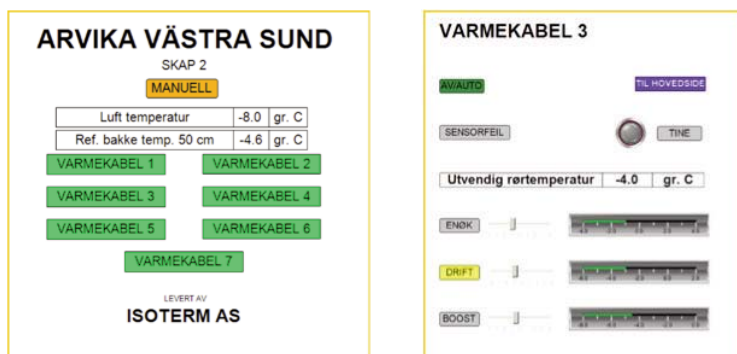 ARVIKA VÄSTRA SUND
SKAP 2
MANUELL
Luft temperatur -8.0 gr. C
Ref. bakke temp. 50 cm -4.6 gr. C
VARMEKABEL 1 VARMEKABEL 2
VARMEKABEL 3 VARMEKABEL 4
VARMEKABEL 5 VARMEKABEL 6
VARMEKABEL 7
LEVERT AV
ISOTERM AS
VARMEKABEL 3
AV/AUTO TIL HOVEDSIDE
SENSORFEIL TINE
Utvendig rørtemperatur -4.0 gr. C
ENØK
DRIFT
BOOST